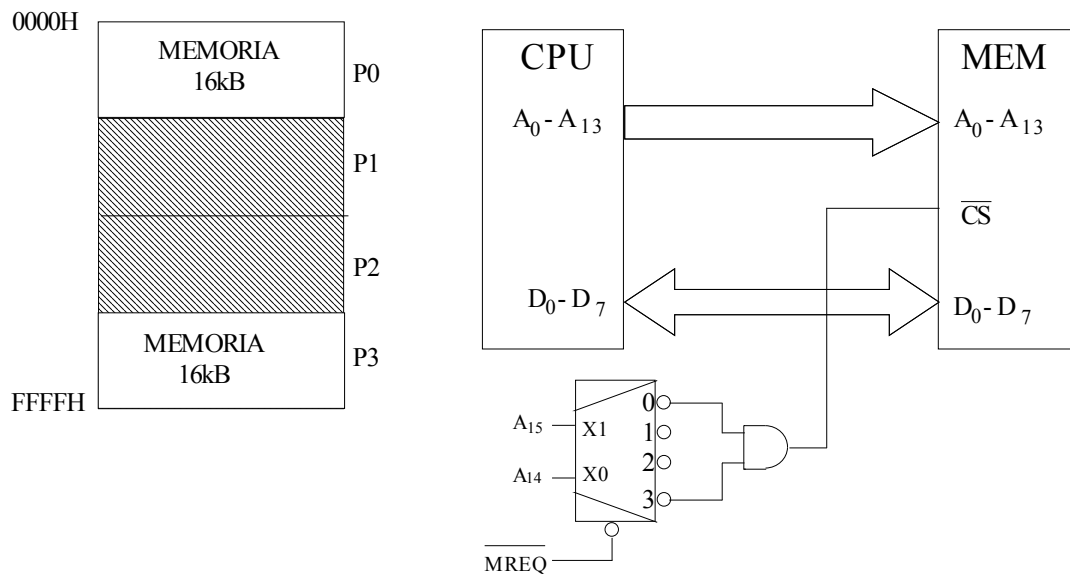 0000H
MEMORIA
16kB
P0
P1
P2
MEMORIA
16kB
P3
FFFFH
CPU
A0 - A13
D0 - D7
MEM
A0 - A13
CS
D0 - D7
A15
X1
A14
X0
0
1
2
3
MREQ